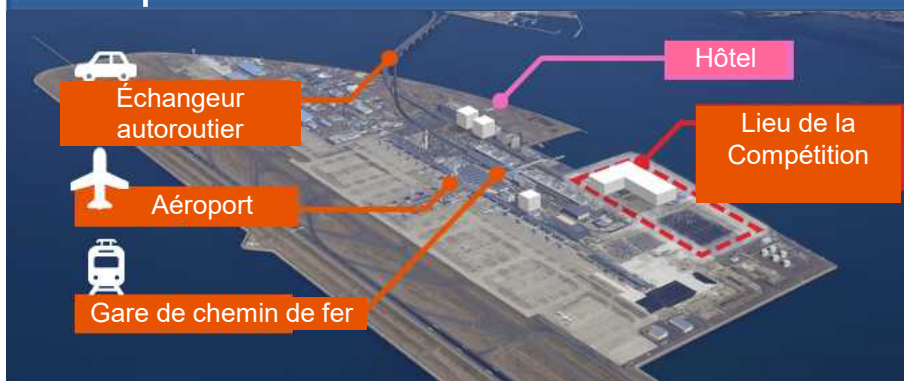 Hôtel
Échangeur
autoroutier
Lieu de la
Compétition
Aéroport
Gare de chemin de fer